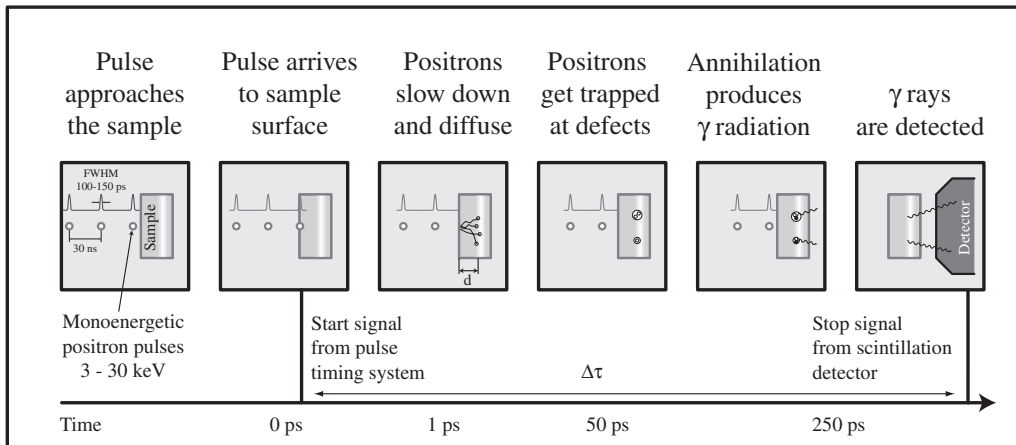 Pulse
approaches
the sample
Pulse arrives
to sample
surface
Positrons
slow down
and diffuse
Positrons
get trapped
at defects
Annihilation
produces
γ radiation
γ rays
are detected
FWHM
100-150 ps
30 ns
Sample
d
Detector
Monoenergetic
positron pulses
3 - 30 keV
Start signal
from pulse
timing system
Δτ
Stop signal
from scintillation
detector
Time
0 ps
1 ps
50 ps
250 ps